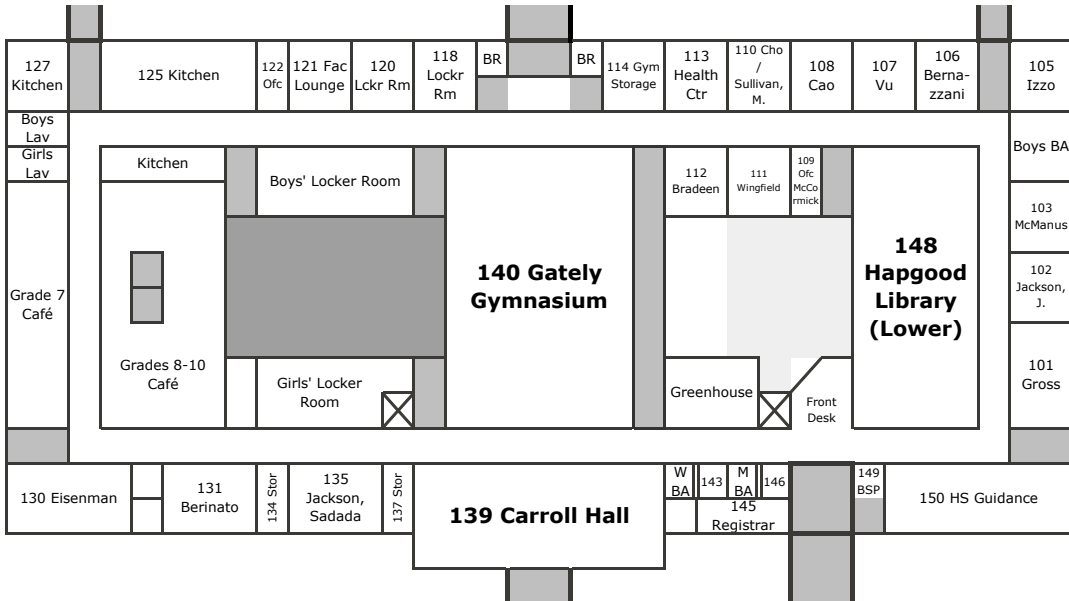 127
Kitchen
125 Kitchen
122
Ofc
121 Fac
Lounge
120
Lckr Rm
118
Lockr
Rm
BR
BR
114 Gym
Storage
113
Health
Ctr
110 Cho
/
Sullivan,
M.
108
Cao
107
Vu
106
Berna-
zzani
105
Izzo
Boys
Lav
Girls
Lav
Kitchen
Boys' Locker Room
112
Bradeen
111
Wingfield
109
Ofc
McCo
rmick
Boys BA
103
McManus
102
Jackson,
J.
101
Gross
Grade 7
Café
Grades 8-10
Café
140 Gately
Gymnasium
148
Hapgood
Library
(Lower)
Girls' Locker
Room
Greenhouse
Front
Desk
130 Eisenman
131
Berinato
134 Stor
135
Jackson,
Sadada
137 Stor
139 Carroll Hall
W
BA
143
M
BA
146
145
Registrar
149
BSP
150 HS Guidance